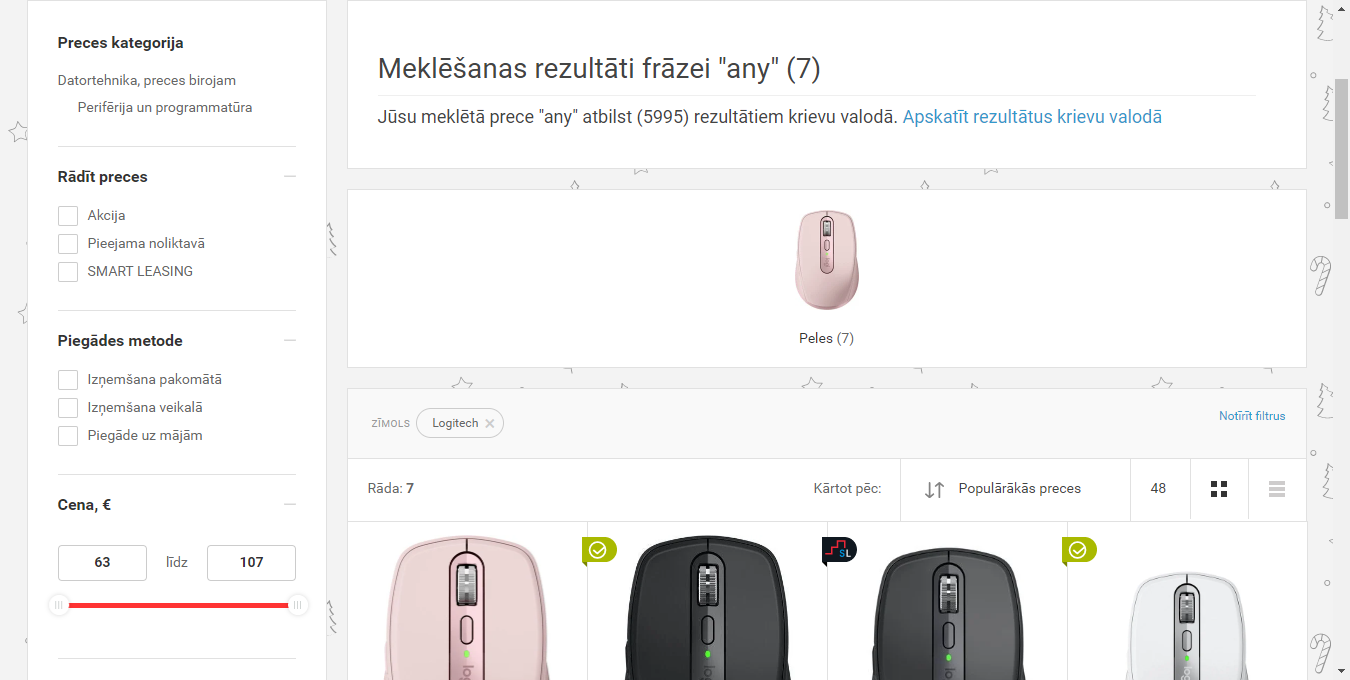 Preces kategorija
Datortehnika, preces birojam
Perifērija un programmatūra
Rādīt preces
Akcija
Pieejama noliktavā
SMART LEASING
Piegādes metode
Izņemšana pakomātā
Izņemšana veikalā
Piegāde uz mājām
Cena, €
63 līdz 107
Meklēšanas rezultāti frāzei "any" (7)
Jūsu meklētā prece "any" atbilst (5995) rezultātiem krievu valodā. Apskatīt rezultātus krievu valodā
Peles (7)
ZĪMOLS Logitech
Notīrīt filtrus
Rāda: 7
Kārtot pēc: Populārākās preces 48
SL